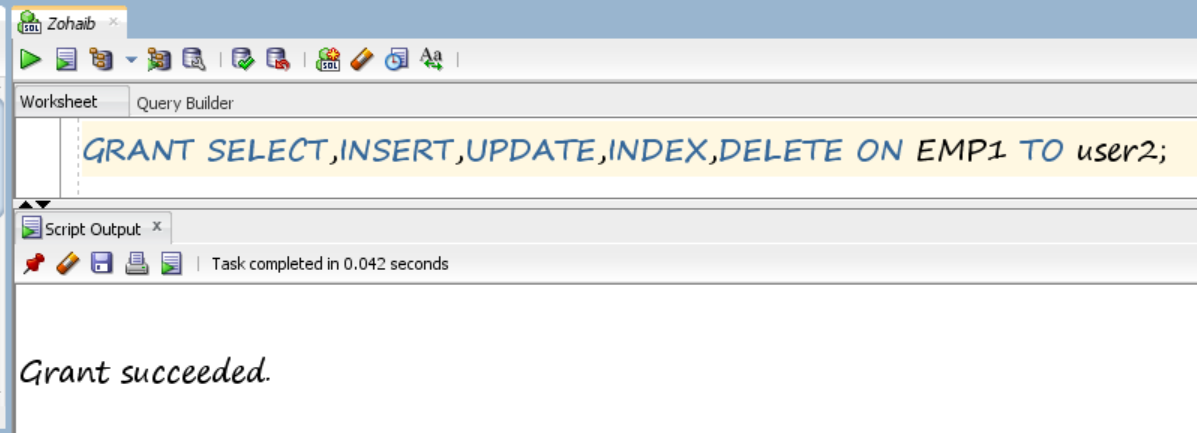 Zohaib
Worksheet Query Builder
GRANT SELECT,INSERT,UPDATE,INDEX,DELETE ON EMP1 TO user2;
Script Output
Task completed in 0.042 seconds
Grant succeeded.